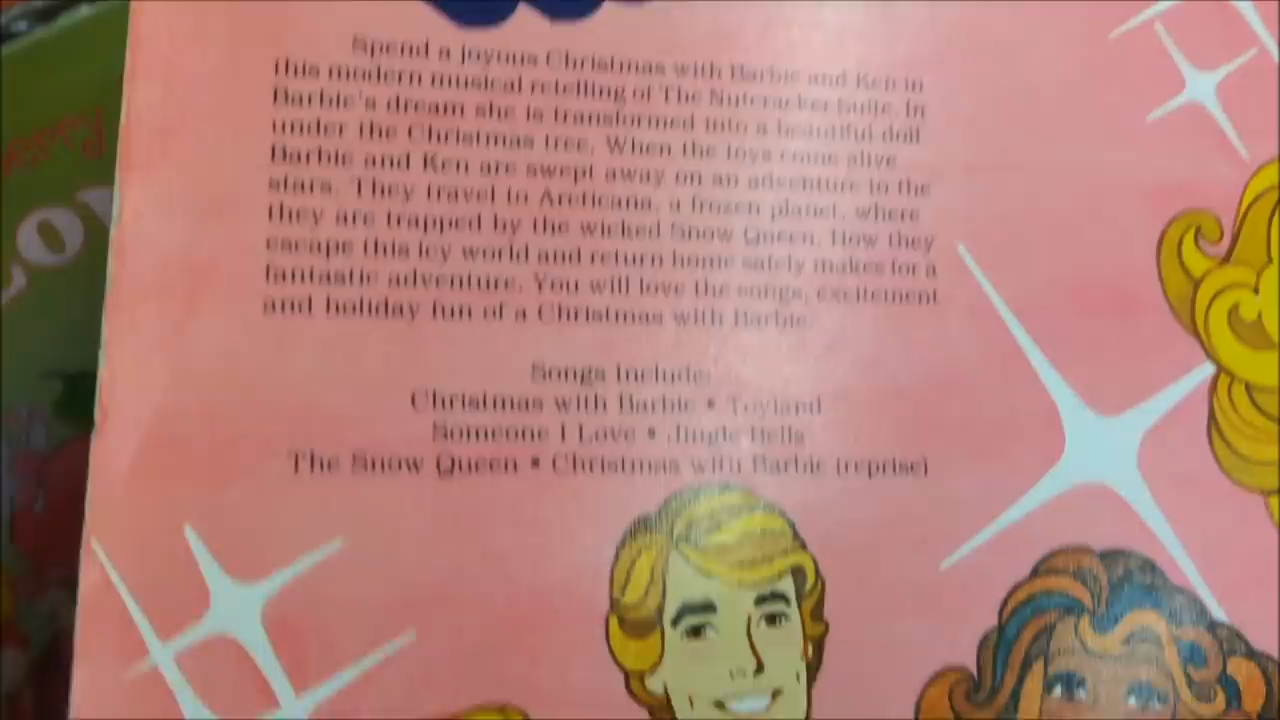 Spend a joyous Christmas with Barbie and Ken in
this modern musical retelling of The Nutcracker Suite. In
Barbie's dream she is transformed into a beautiful doll
under the Christmas tree. When the toys come alive
Barbie and Ken are swept away on an adventure to the
stars. They travel to Arcticana, a frozen planet, where
they are trapped by the wicked Snow Queen. How they
escape this icy world and return home safely makes for a
fantastic adventure. You will love the songs, excitement
and holiday fun of a Christmas with Barbie.
Songs Include:
Christmas with Barbie • Toyland
Someone I Love • Jingle Bells
The Snow Queen • Christmas with Barbie (reprise)